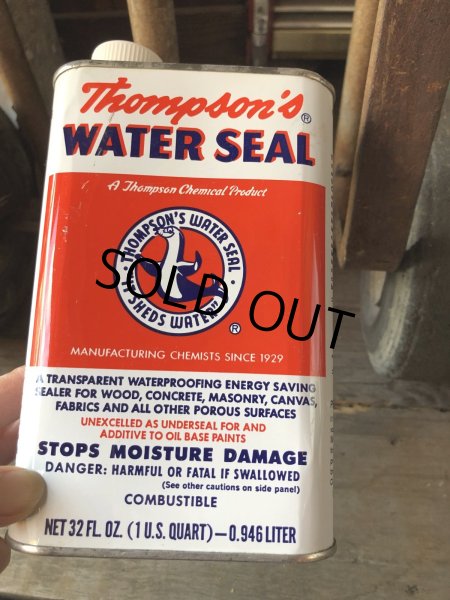 Thompson's®
WATER SEAL
A Thompson Chemical Product
THOMPSON'S WATER SEAL
"SHEDS WATER"
®
SOLD OUT
MANUFACTURING CHEMISTS SINCE 1929
A TRANSPARENT WATERPROOFING ENERGY SAVING
SEALER FOR WOOD, CONCRETE, MASONRY, CANVAS,
FABRICS AND ALL OTHER POROUS SURFACES
UNEXCELLED AS UNDERSEAL FOR AND
ADDITIVE TO OIL BASE PAINTS
STOPS MOISTURE DAMAGE
DANGER: HARMFUL OR FATAL IF SWALLOWED
(See other cautions on side panel)
COMBUSTIBLE
NET 32 FL. OZ. (1 U.S. QUART)—0.946 LITER